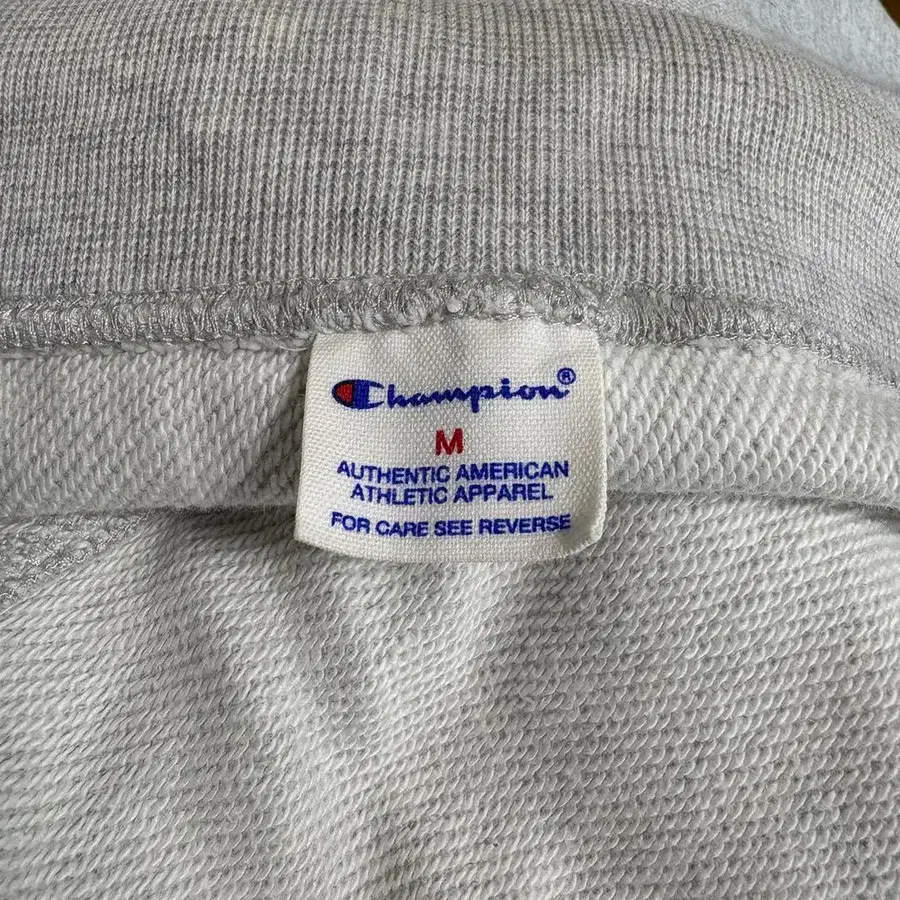 Champion®
M
AUTHENTIC AMERICAN
ATHLETIC APPAREL
FOR CARE SEE REVERSE